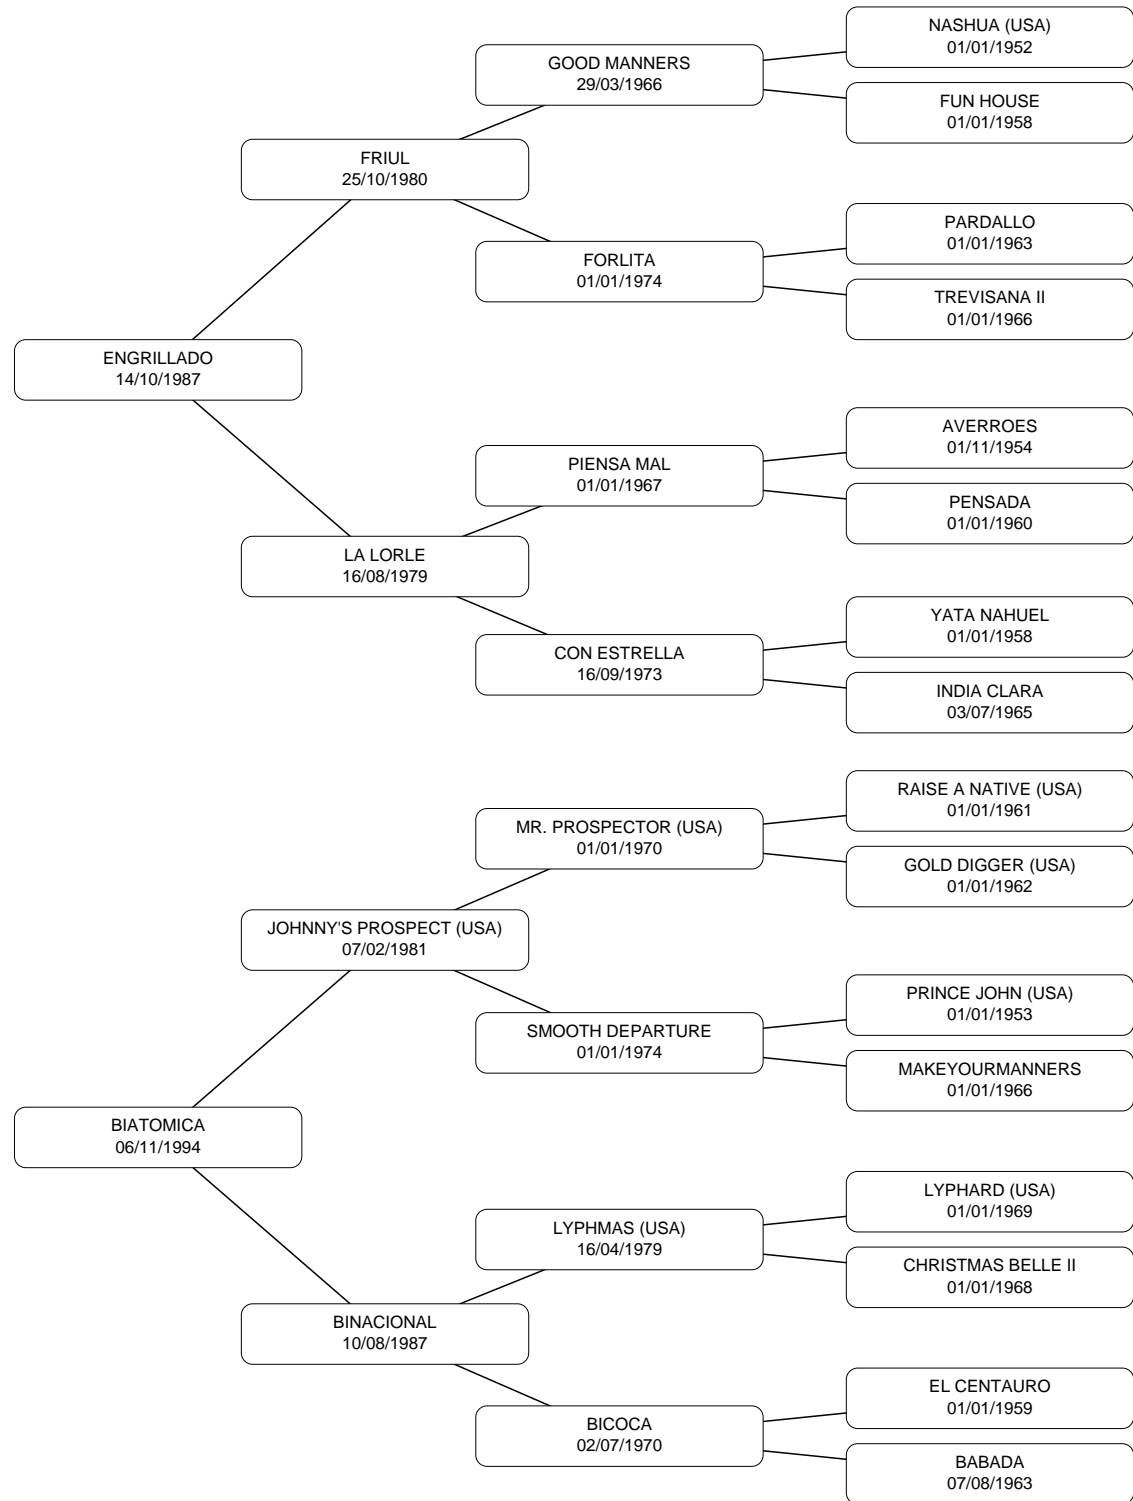 NASHUA (USA)
01/01/1952
GOOD MANNERS
29/03/1966
FUN HOUSE
01/01/1958
FRIUL
25/10/1980
PARDALLO
01/01/1963
FORLITA
01/01/1974
TREVISANA II
01/01/1966
ENGRILLADO
14/10/1987
AVERROES
01/11/1954
PIENSA MAL
01/01/1967
PENSADA
01/01/1960
LA LORLE
16/08/1979
YATA NAHUEL
01/01/1958
CON ESTRELLA
16/09/1973
INDIA CLARA
03/07/1965
RAISE A NATIVE (USA)
01/01/1961
MR. PROSPECTOR (USA)
01/01/1970
GOLD DIGGER (USA)
01/01/1962
JOHNNY'S PROSPECT (USA)
07/02/1981
PRINCE JOHN (USA)
01/01/1953
SMOOTH DEPARTURE
01/01/1974
MAKEYOURMANNERS
01/01/1966
BIATOMICA
06/11/1994
LYPHARD (USA)
01/01/1969
LYPHMAS (USA)
16/04/1979
CHRISTMAS BELLE II
01/01/1968
BINACIONAL
10/08/1987
EL CENTAURO
01/01/1959
BICOCA
02/07/1970
BABADA
07/08/1963